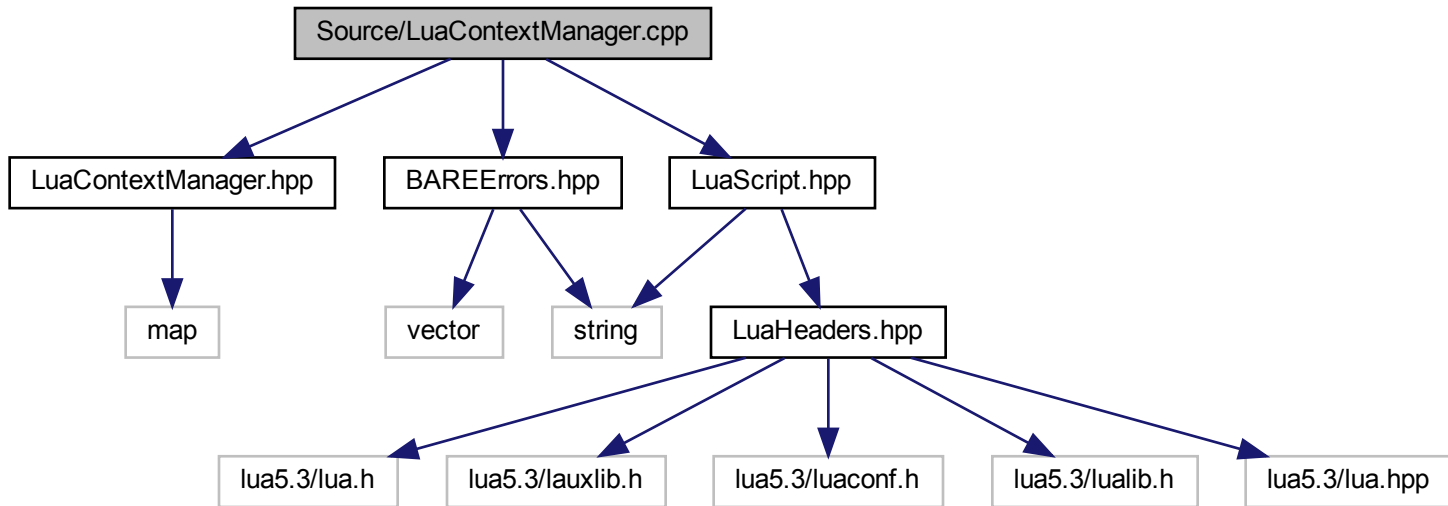 Source/LuaContextManager.cpp
LuaContextManager.hpp
BAREErrors.hpp
LuaScript.hpp
map
vector
string
LuaHeaders.hpp
lua5.3/lua.h
lua5.3/lauxlib.h
lua5.3/luaconf.h
lua5.3/lualib.h
lua5.3/lua.hpp